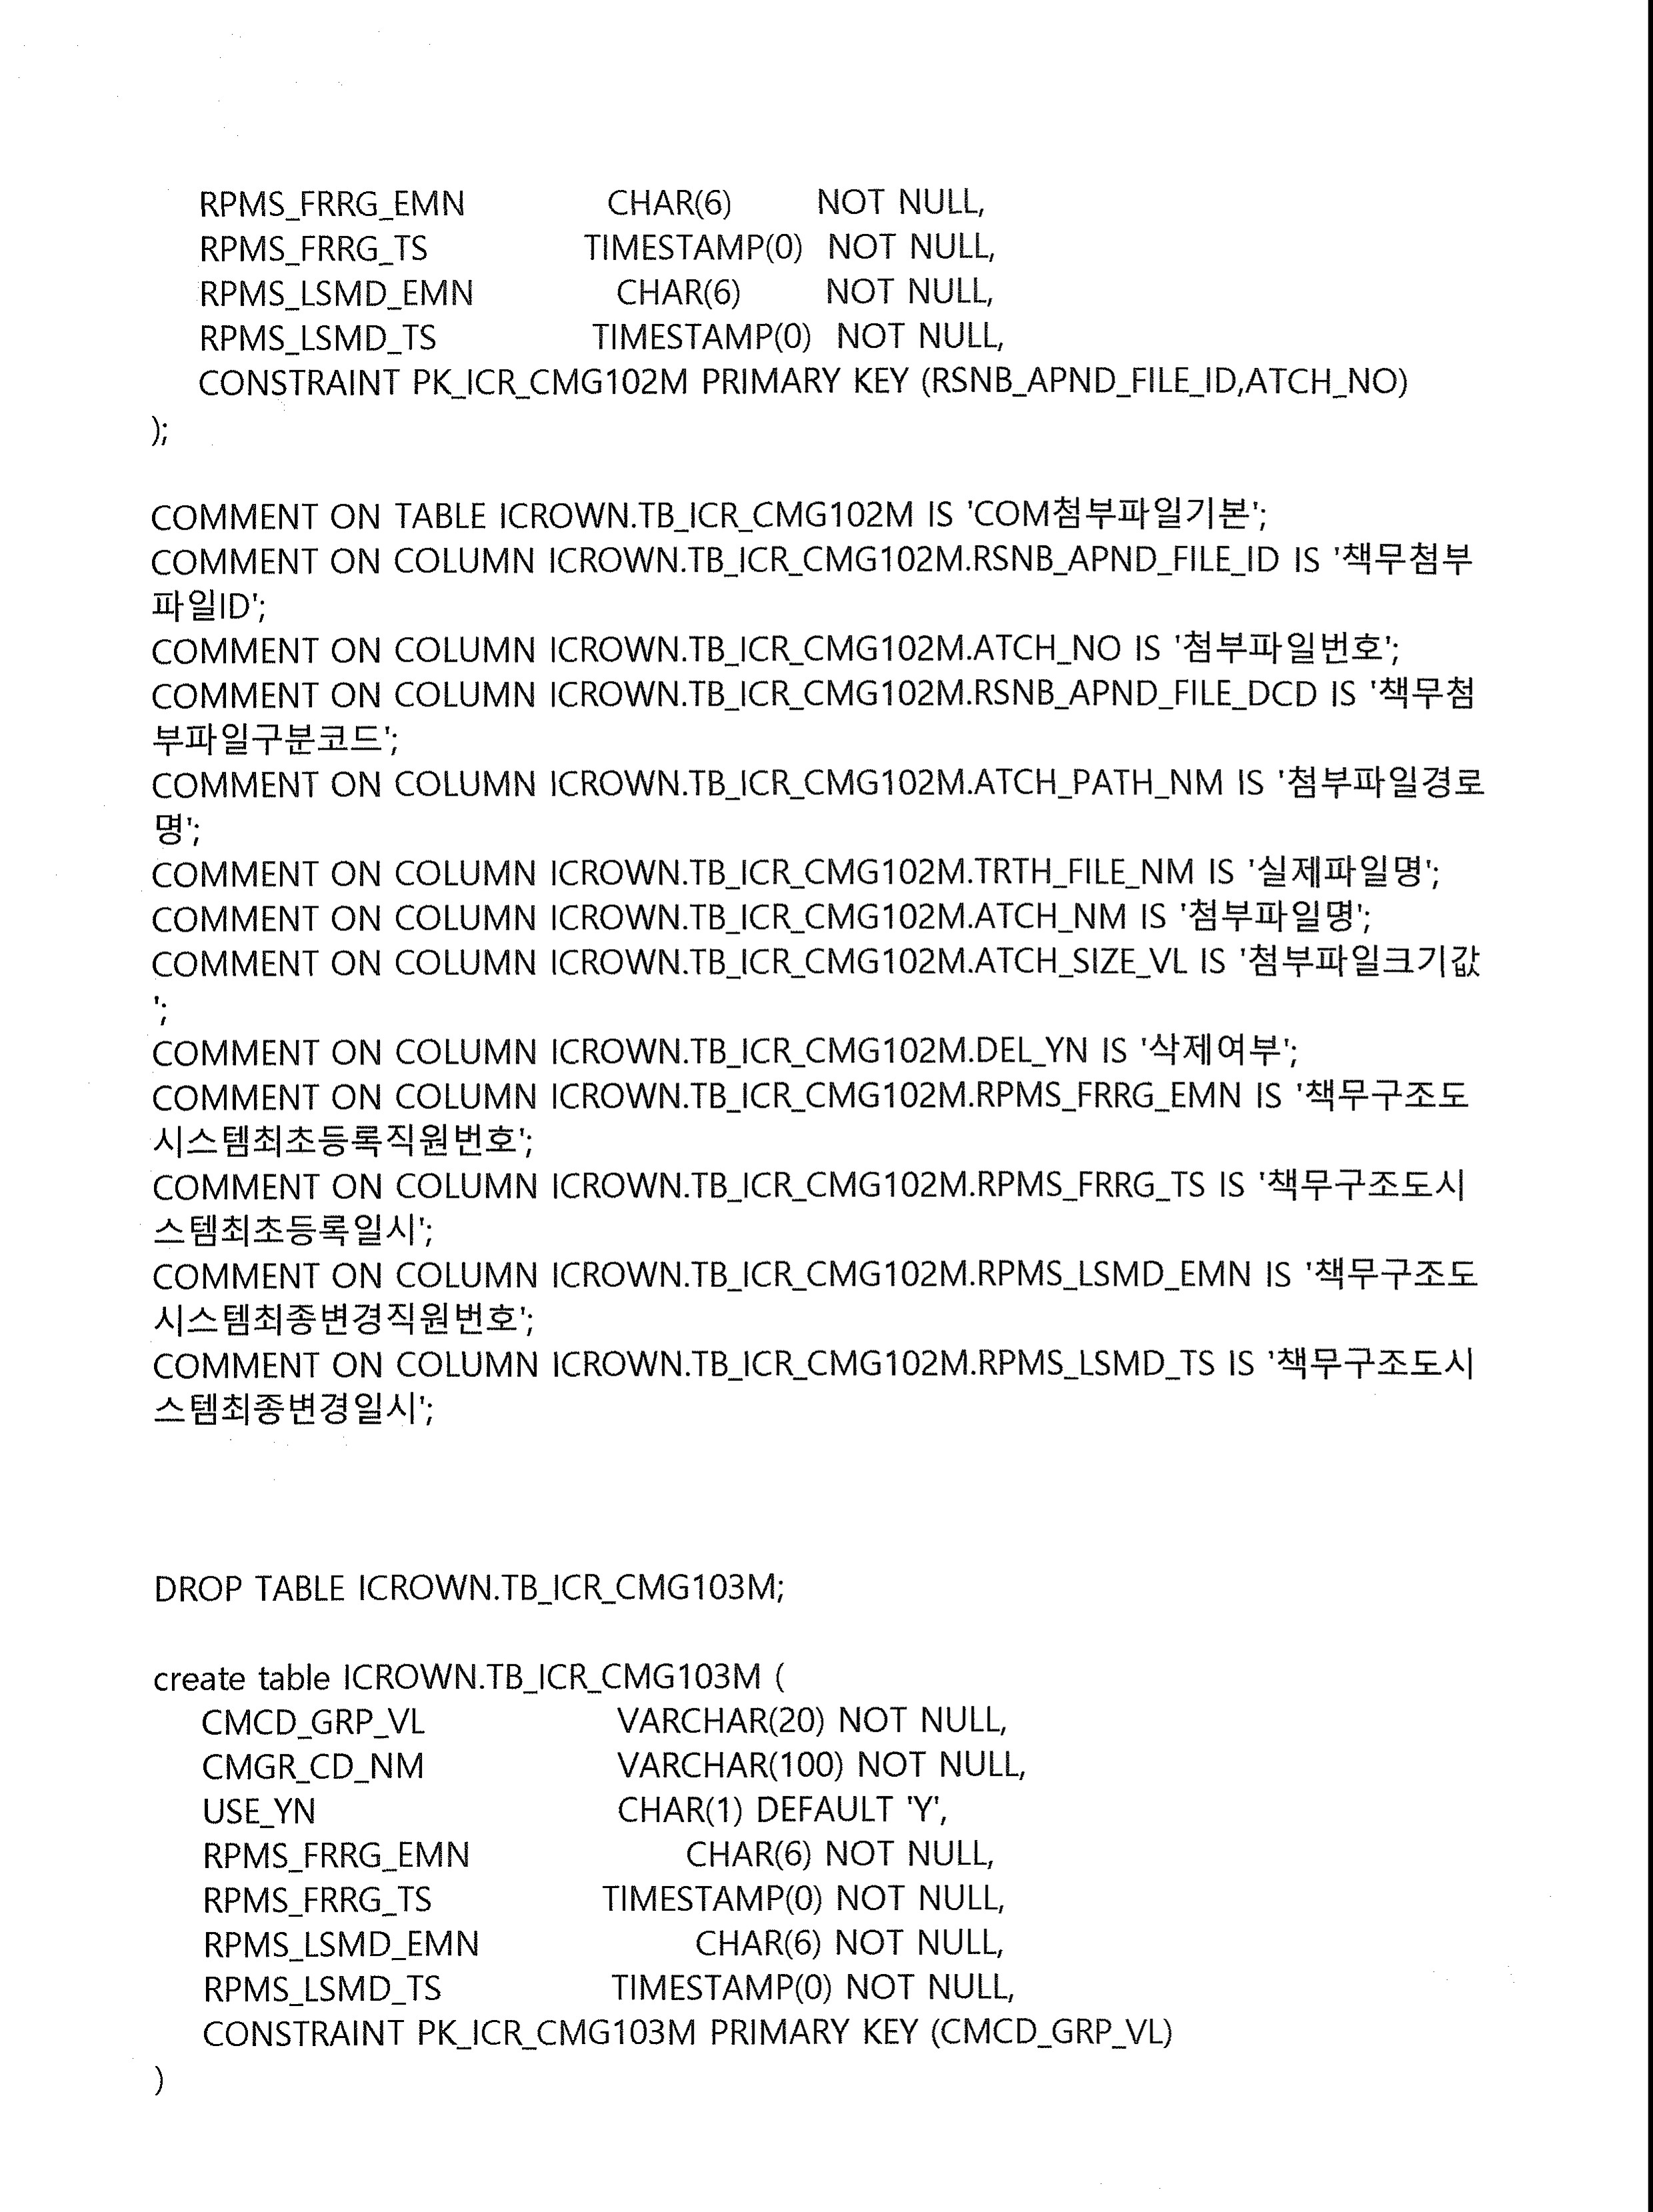 RPMS_FRRG_EMN CHAR(6) NOT NULL,
RPMS_FRRG_TS TIMESTAMP(0) NOT NULL,
RPMS_LSMD_EMN CHAR(6) NOT NULL,
RPMS_LSMD_TS TIMESTAMP(0) NOT NULL,
CONSTRAINT PK_ICR_CMG102M PRIMARY KEY (RSNB_APND_FILE_ID,ATCH_NO)
);
COMMENT ON TABLE ICROWN.TB_ICR_CMG102M IS 'COM첨부파일기본';
COMMENT ON COLUMN ICROWN.TB_ICR_CMG102M.RSNB_APND_FILE_ID IS '책무첨부
파일ID';
COMMENT ON COLUMN ICROWN.TB_ICR_CMG102M.ATCH_NO IS '첨부파일번호';
COMMENT ON COLUMN ICROWN.TB_ICR_CMG102M.RSNB_APND_FILE_DCD IS '책무첨
부파일구분코드';
COMMENT ON COLUMN ICROWN.TB_ICR_CMG102M.ATCH_PATH_NM IS '첨부파일경로
명';
COMMENT ON COLUMN ICROWN.TB_ICR_CMG102M.TRTH_FILE_NM IS '실제파일명';
COMMENT ON COLUMN ICROWN.TB_ICR_CMG102M.ATCH_NM IS '첨부파일명';
COMMENT ON COLUMN ICROWN.TB_ICR_CMG102M.ATCH_SIZE_VL IS '첨부파일크기값
';
COMMENT ON COLUMN ICROWN.TB_ICR_CMG102M.DEL_YN IS '삭제여부';
COMMENT ON COLUMN ICROWN.TB_ICR_CMG102M.RPMS_FRRG_EMN IS '책무구조도
시스템최초등록직원번호';
COMMENT ON COLUMN ICROWN.TB_ICR_CMG102M.RPMS_FRRG_TS IS '책무구조도시
스템최초등록일시';
COMMENT ON COLUMN ICROWN.TB_ICR_CMG102M.RPMS_LSMD_EMN IS '책무구조도
시스템최종변경직원번호';
COMMENT ON COLUMN ICROWN.TB_ICR_CMG102M.RPMS_LSMD_TS IS '책무구조도시
스템최종변경일시';
DROP TABLE ICROWN.TB_ICR_CMG103M;
create table ICROWN.TB_ICR_CMG103M (
CMCD_GRP_VL VARCHAR(20) NOT NULL,
CMGR_CD_NM VARCHAR(100) NOT NULL,
USE_YN CHAR(1) DEFAULT 'Y',
RPMS_FRRG_EMN CHAR(6) NOT NULL,
RPMS_FRRG_TS TIMESTAMP(0) NOT NULL,
RPMS_LSMD_EMN CHAR(6) NOT NULL,
RPMS_LSMD_TS TIMESTAMP(0) NOT NULL,
CONSTRAINT PK_ICR_CMG103M PRIMARY KEY (CMCD_GRP_VL)
)